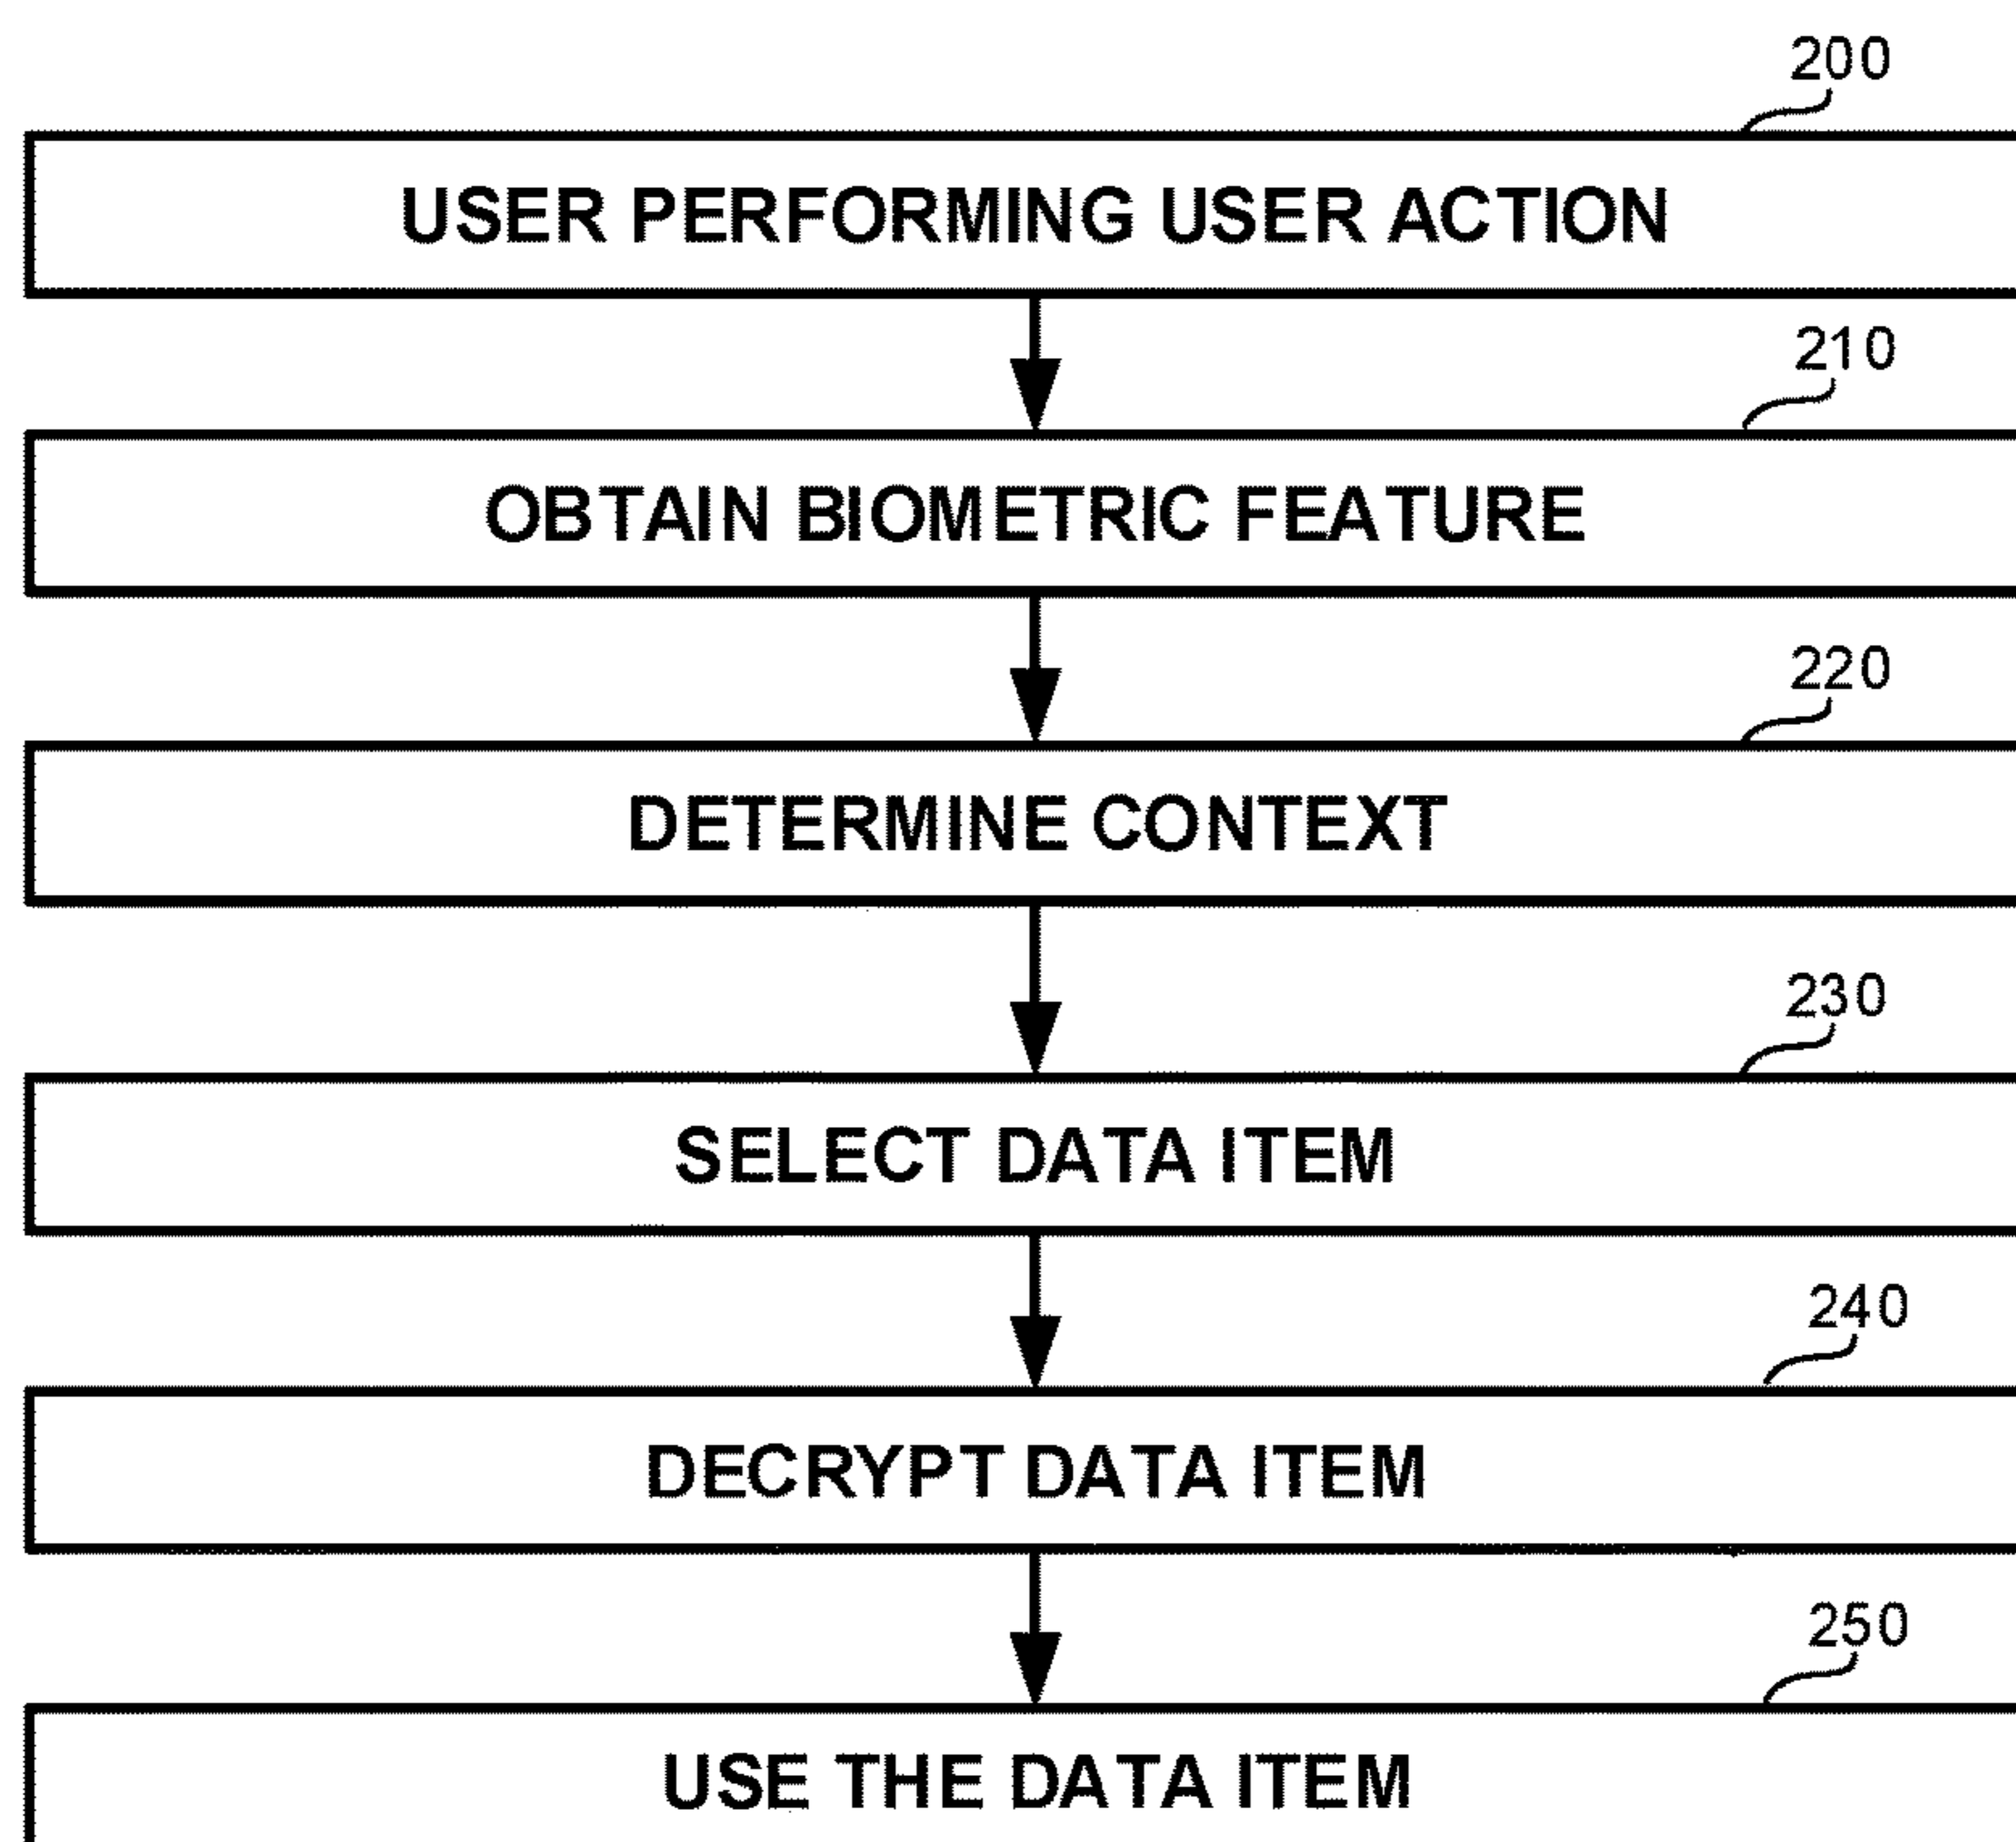 200
USER PERFORMING USER ACTION
210
OBTAIN BIOMETRIC FEATURE
220
DETERMINE CONTEXT
230
SELECT DATA ITEM
240
DECRYPT DATA ITEM
250
USE THE DATA ITEM